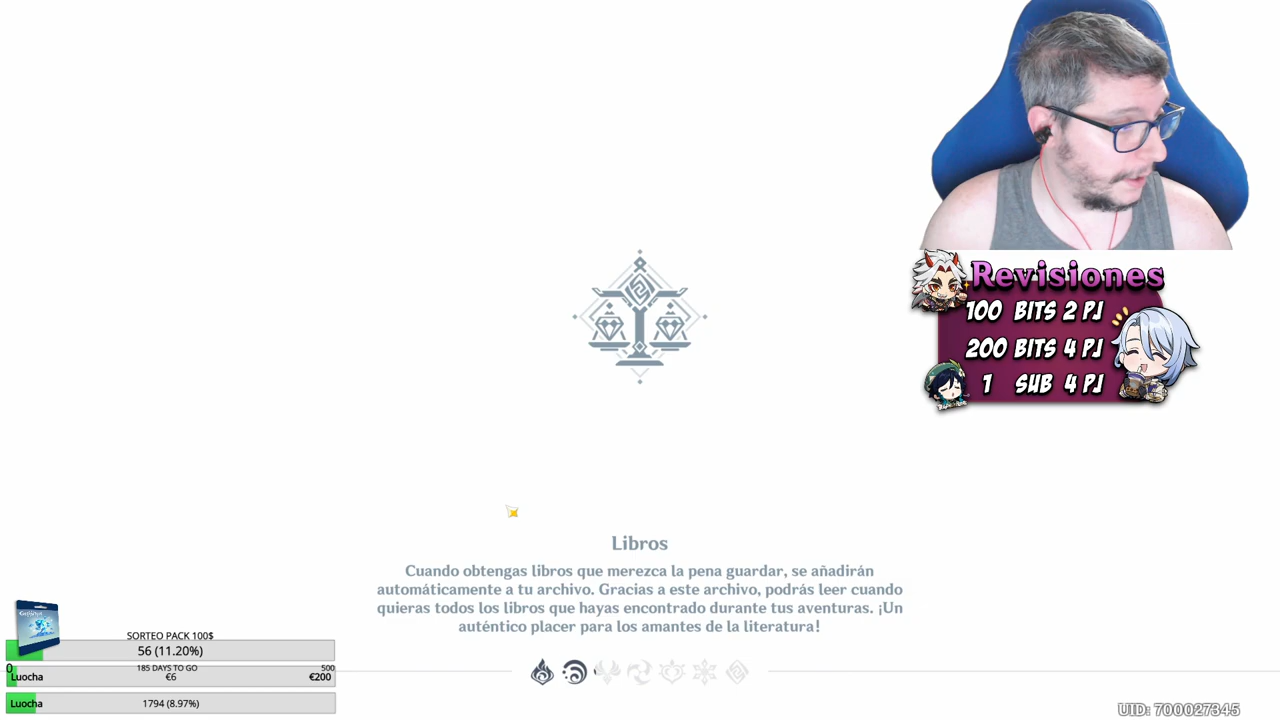 Revisiones
100 BITS 2 PJ
200 BITS 4 PJ
1 SUB 4 PJ
Libros
Cuando obtengas libros que merezca la pena guardar, se añadirán
automáticamente a tu archivo. Gracias a este archivo, podrás leer cuando
quieras todos los libros que hayas encontrado durante tus aventuras. ¡Un
auténtico placer para los amantes de la literatura!
SORTEO PACK 100$
56 (11.20%)
0 185 DAYS TO GO 500
Luocha €6 €200
Luocha 1794 (8.97%)
UID: 700027345